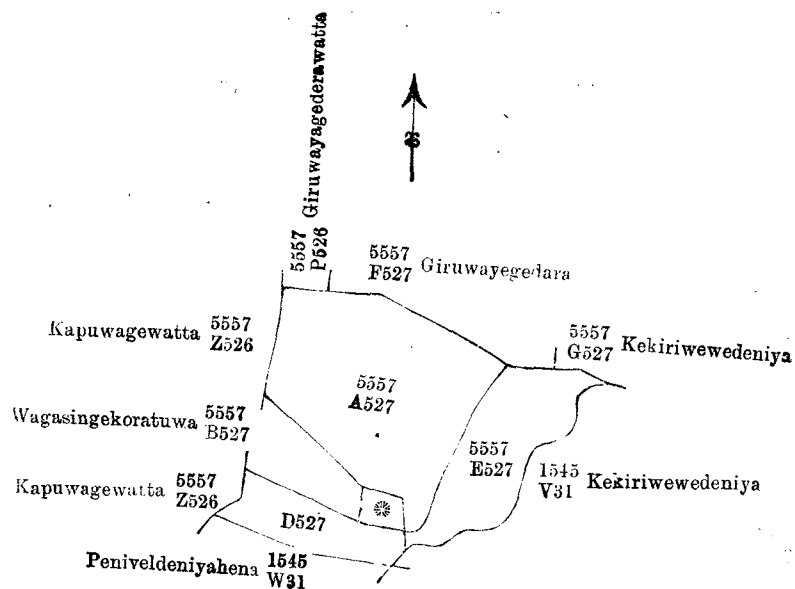 Giruwayagederawatta
5557
P526
5557
F527 Giruwayegedara
Kapuwagewatta 5557
Z526
5557
G527 Kekiriwewedeniya
5557
A527
Wagasingekoratuwa 5557
B527
5557
E527
1545
V31 Kekiriwewedeniya
Kapuwagewatta 5557
Z526
D527
Peniveldeniyahena 1545
W31